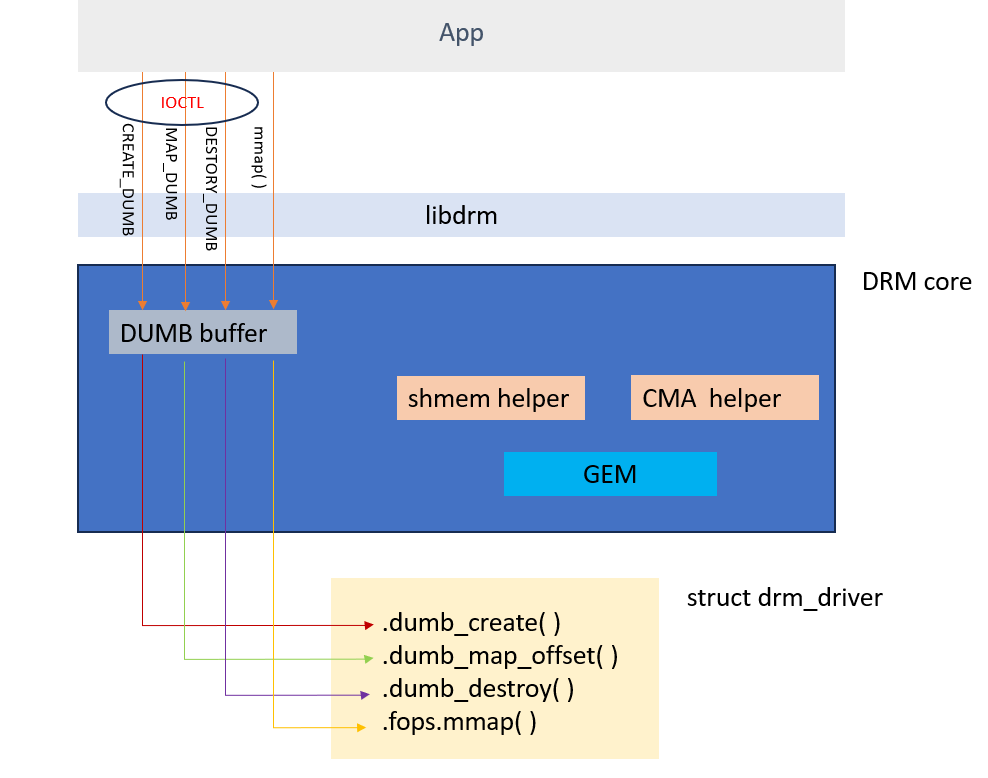 App
IOCTL
CREATE_DUMB
MAP_DUMB
DESTORY_DUMB
mmap( )
libdrm
DRM core
DUMB buffer
shmem helper
CMA  helper
GEM
struct drm_driver
.dumb_create( )
.dumb_map_offset( )
.dumb_destroy( )
.fops.mmap( )